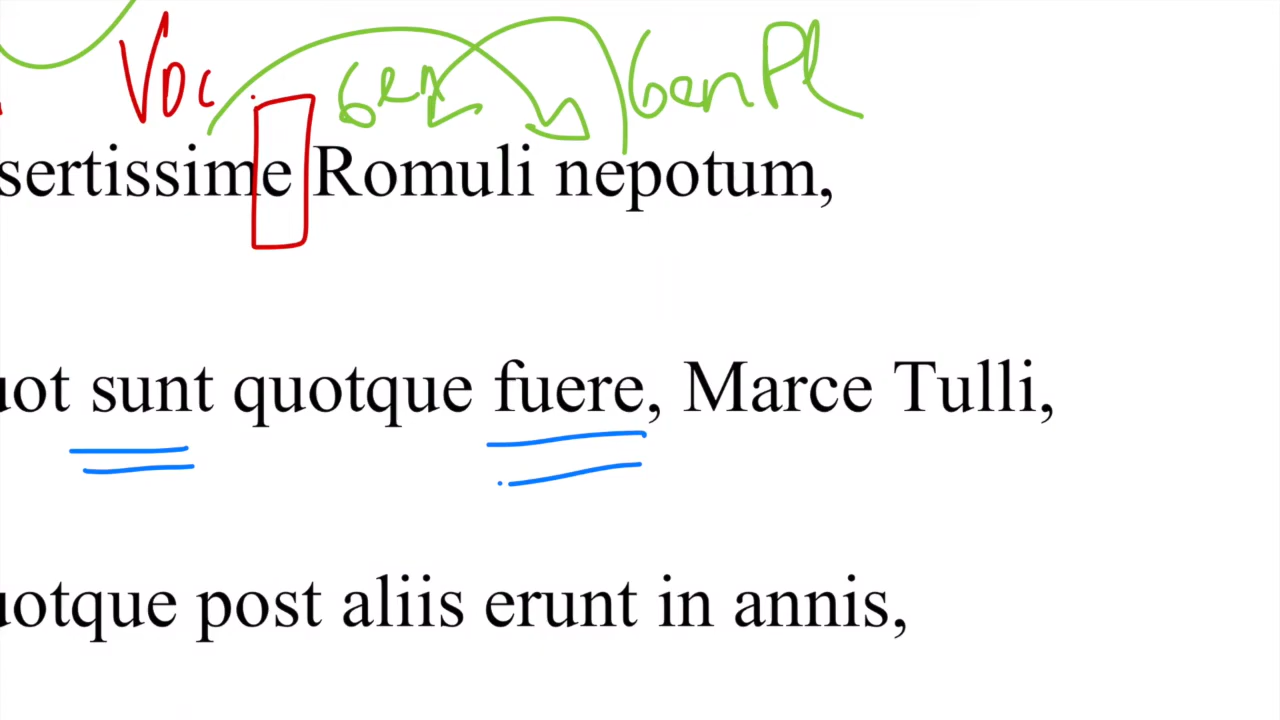 Voc Gen Gen Pl
sertissime Romuli nepotum,
uot sunt quotque fuere, Marce Tulli,
uotque post aliis erunt in annis,